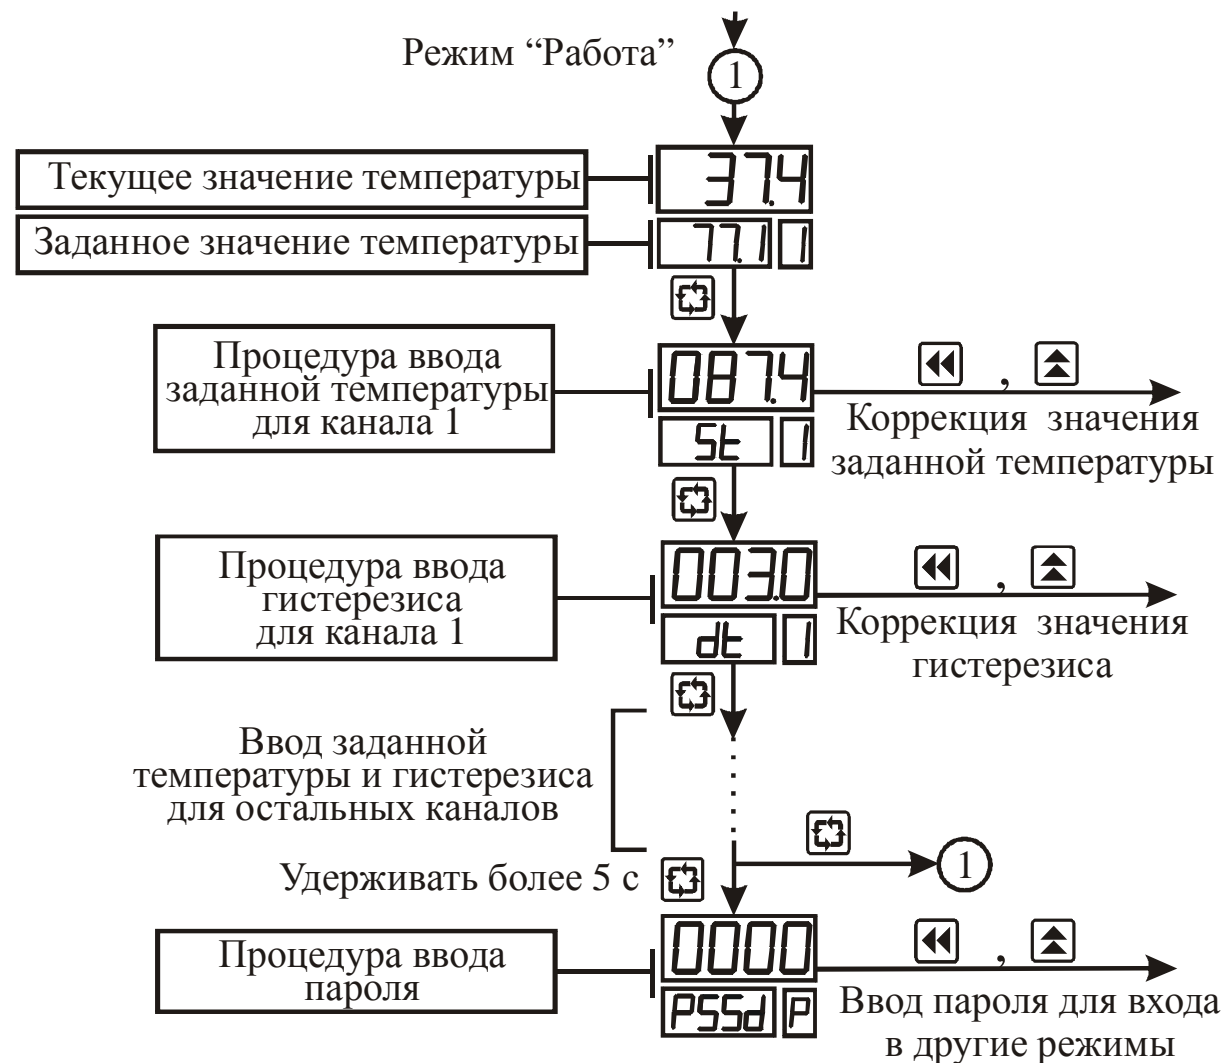 Режим “Работа”
1
Текущее значение температуры
37.4
Заданное значение температуры
77.1 1
Процедура ввода
заданной температуры
для канала 1
087.4
St 1
,
Коррекция значения
заданной температуры
Процедура ввода
гистерезиса
для канала 1
003.0
dt 1
,
Коррекция значения
гистерезиса
Ввод заданной
температуры и гистерезиса
для остальных каналов
1
Удерживать более 5 с
Процедура ввода
пароля
0000
PSSd P
,
Ввод пароля для входа
в другие режимы